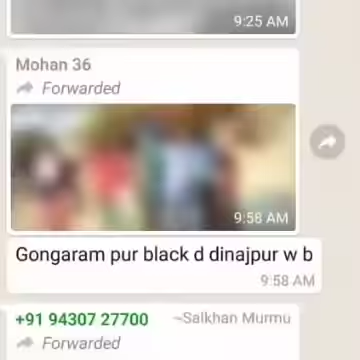 9:25 AM
Mohan 36
Forwarded
9:58 AM
Gongaram pur black d dinajpur w b
9:58 AM
+91 94307 27700 ~Salkhan Murmu
Forwarded